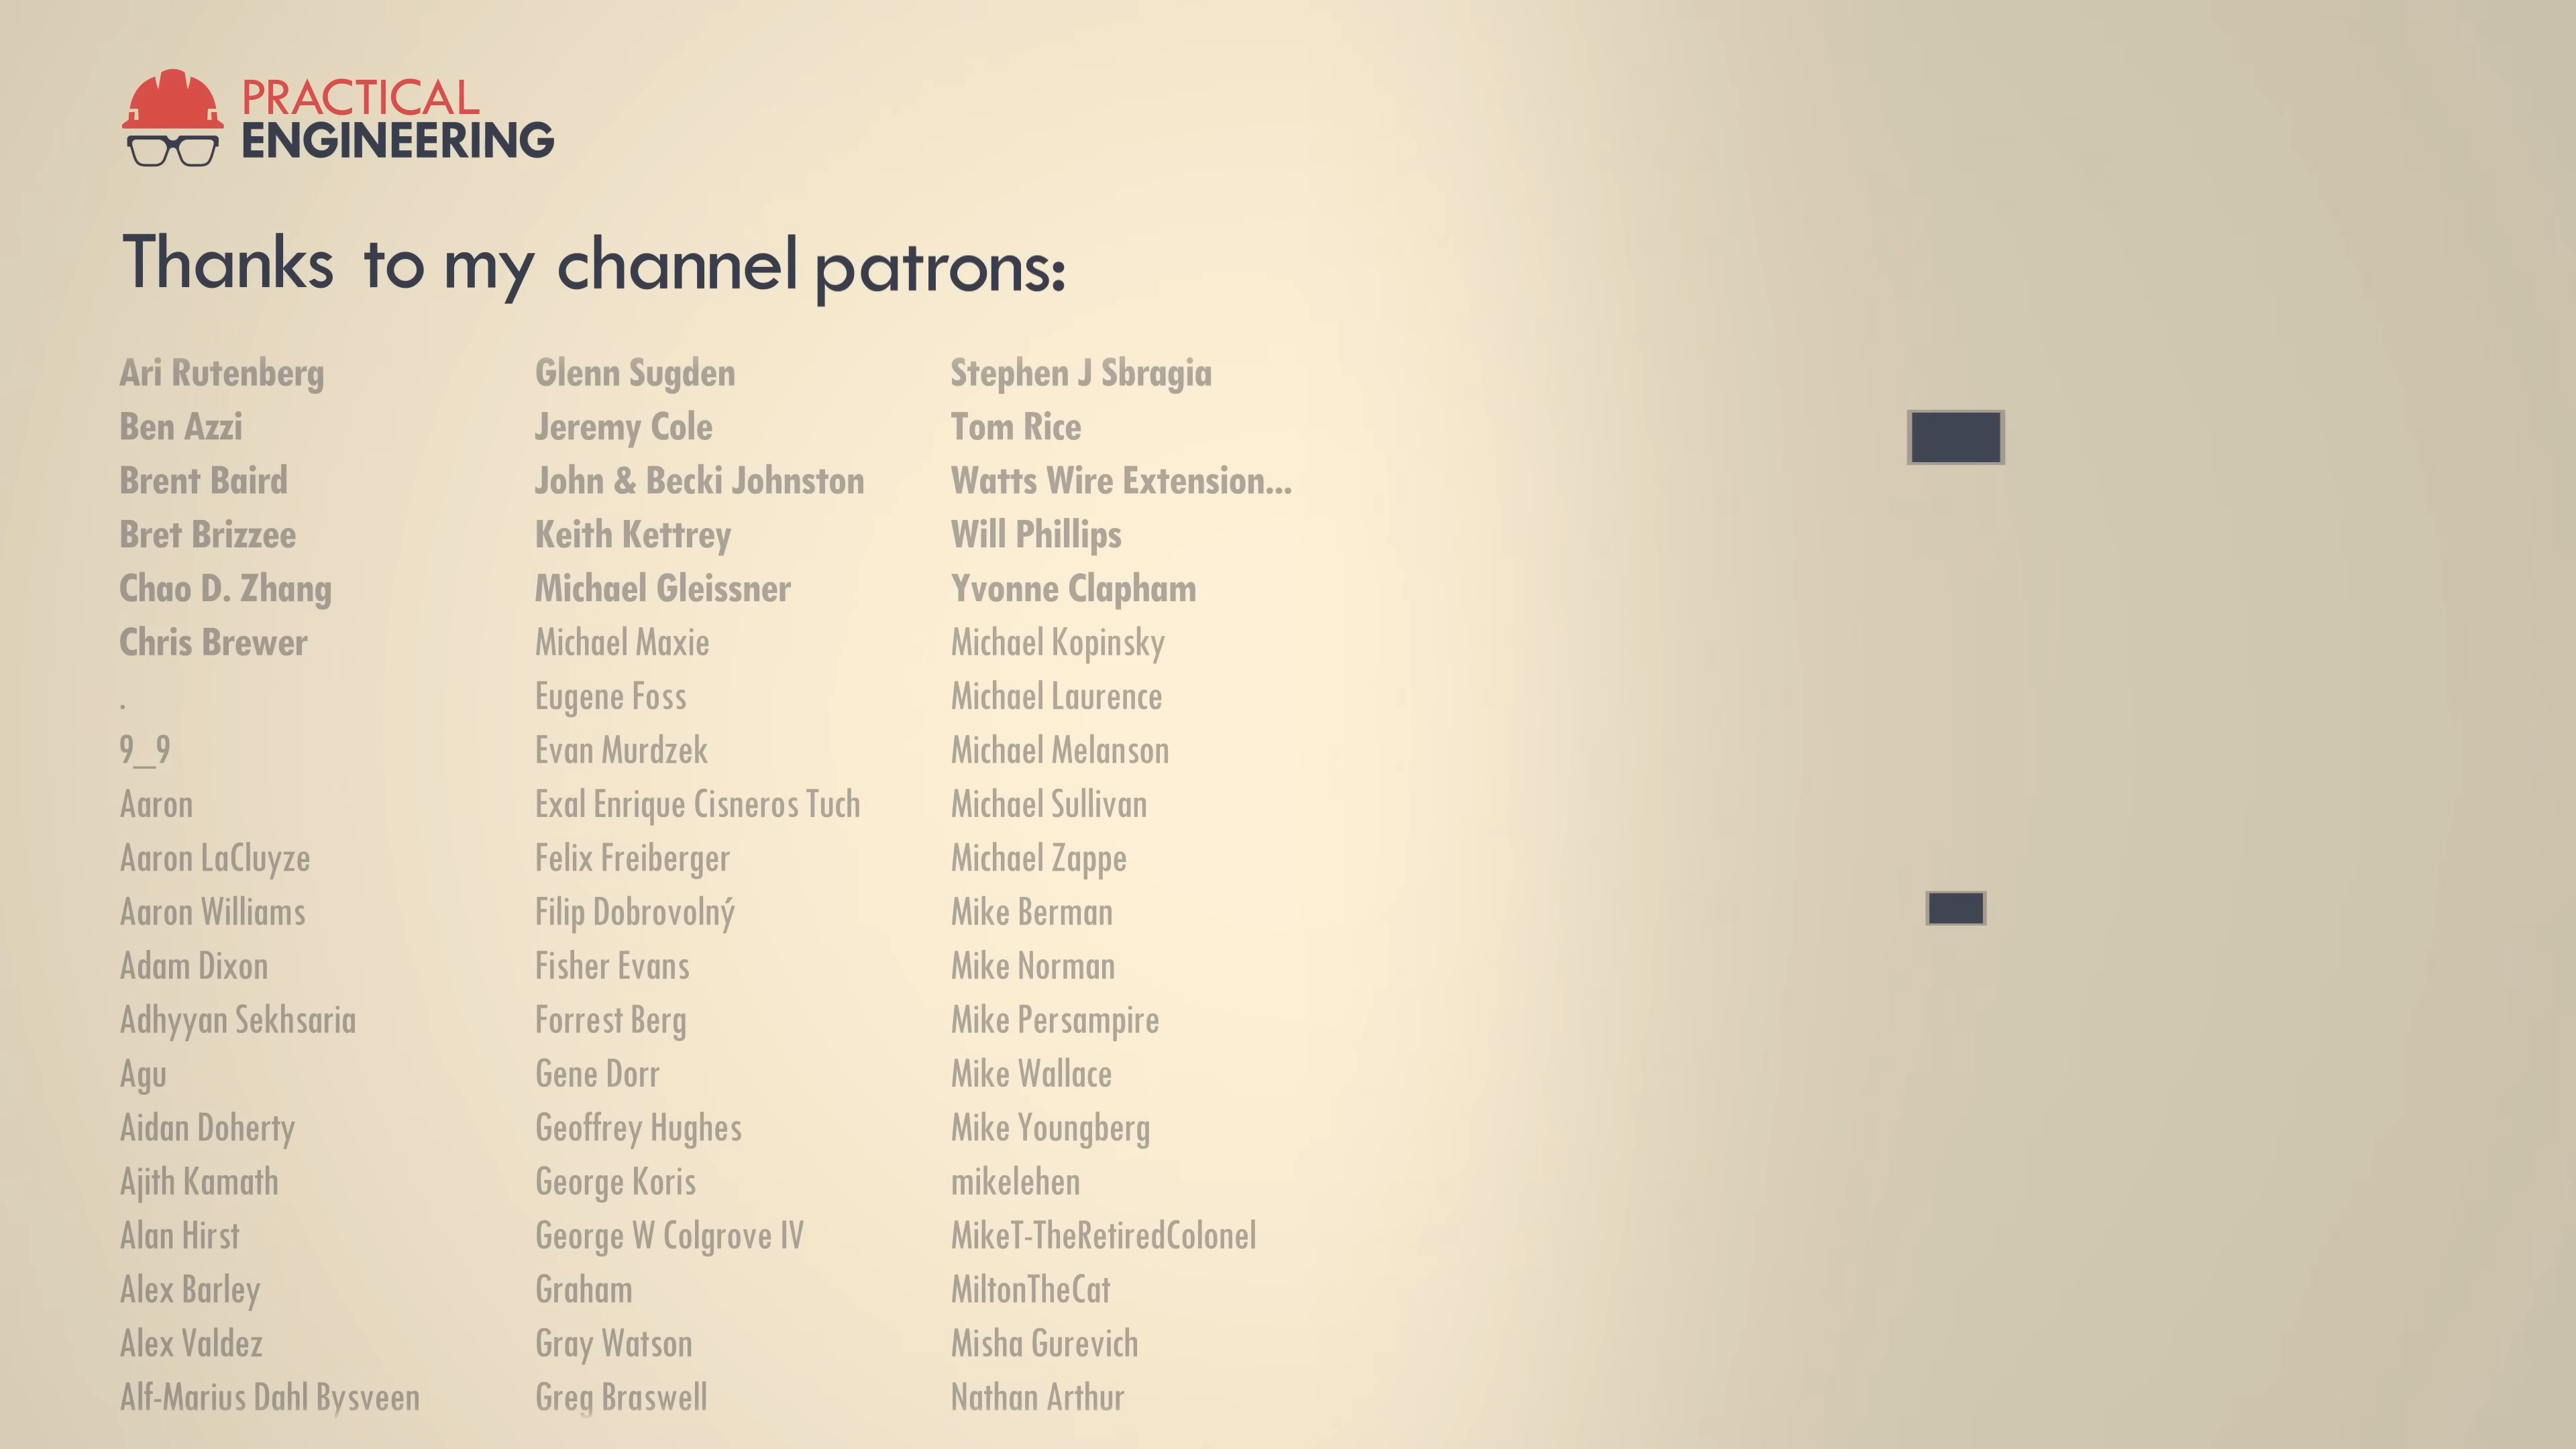 PRACTICAL
ENGINEERING
Thanks to my channel patrons:
Ari Rutenberg
Ben Azzi
Brent Baird
Bret Brizzee
Chao D. Zhang
Chris Brewer
.
9_9
Aaron
Aaron LaCluyze
Aaron Williams
Adam Dixon
Adhyyan Sekhsaria
Agu
Aidan Doherty
Ajith Kamath
Alan Hirst
Alex Barley
Alex Valdez
Alf-Marius Dahl Bysveen
Glenn Sugden
Jeremy Cole
John & Becki Johnston
Keith Kettrey
Michael Gleissner
Michael Maxie
Eugene Foss
Evan Murdzek
Exal Enrique Cisneros Tuch
Felix Freiberger
Filip Dobrovolný
Fisher Evans
Forrest Berg
Gene Dorr
Geoffrey Hughes
George Koris
George W Colgrove IV
Graham
Gray Watson
Greg Braswell
Stephen J Sbragia
Tom Rice
Watts Wire Extension...
Will Phillips
Yvonne Clapham
Michael Kopinsky
Michael Laurence
Michael Melanson
Michael Sullivan
Michael Zappe
Mike Berman
Mike Norman
Mike Persampire
Mike Wallace
Mike Youngberg
mikelehen
MikeT-TheRetiredColonel
MiltonTheCat
Misha Gurevich
Nathan Arthur